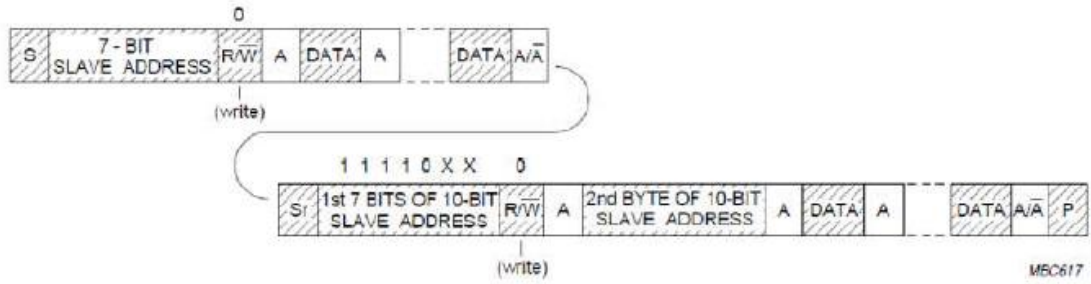 0
S 7 - BIT SLAVE ADDRESS R/W̅ A DATA A DATA A/A̅
(write)
1 1 1 1 0 X X 0
Sr 1st 7 BITS OF 10-BIT SLAVE ADDRESS R/W̅ A 2nd BYTE OF 10-BIT SLAVE ADDRESS A DATA A DATA A/A̅ P
(write)
MBC617